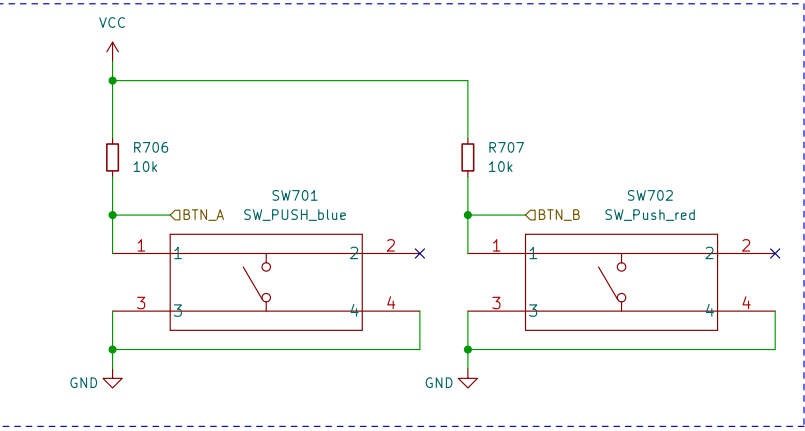 VCC
R706
10k
R707
10k
SW701
SW_PUSH_blue
SW702
SW_Push_red
BTN_A
BTN_B
1 1 2 2
3 3 4 4
1 1 2 2
3 3 4 4
GND
GND